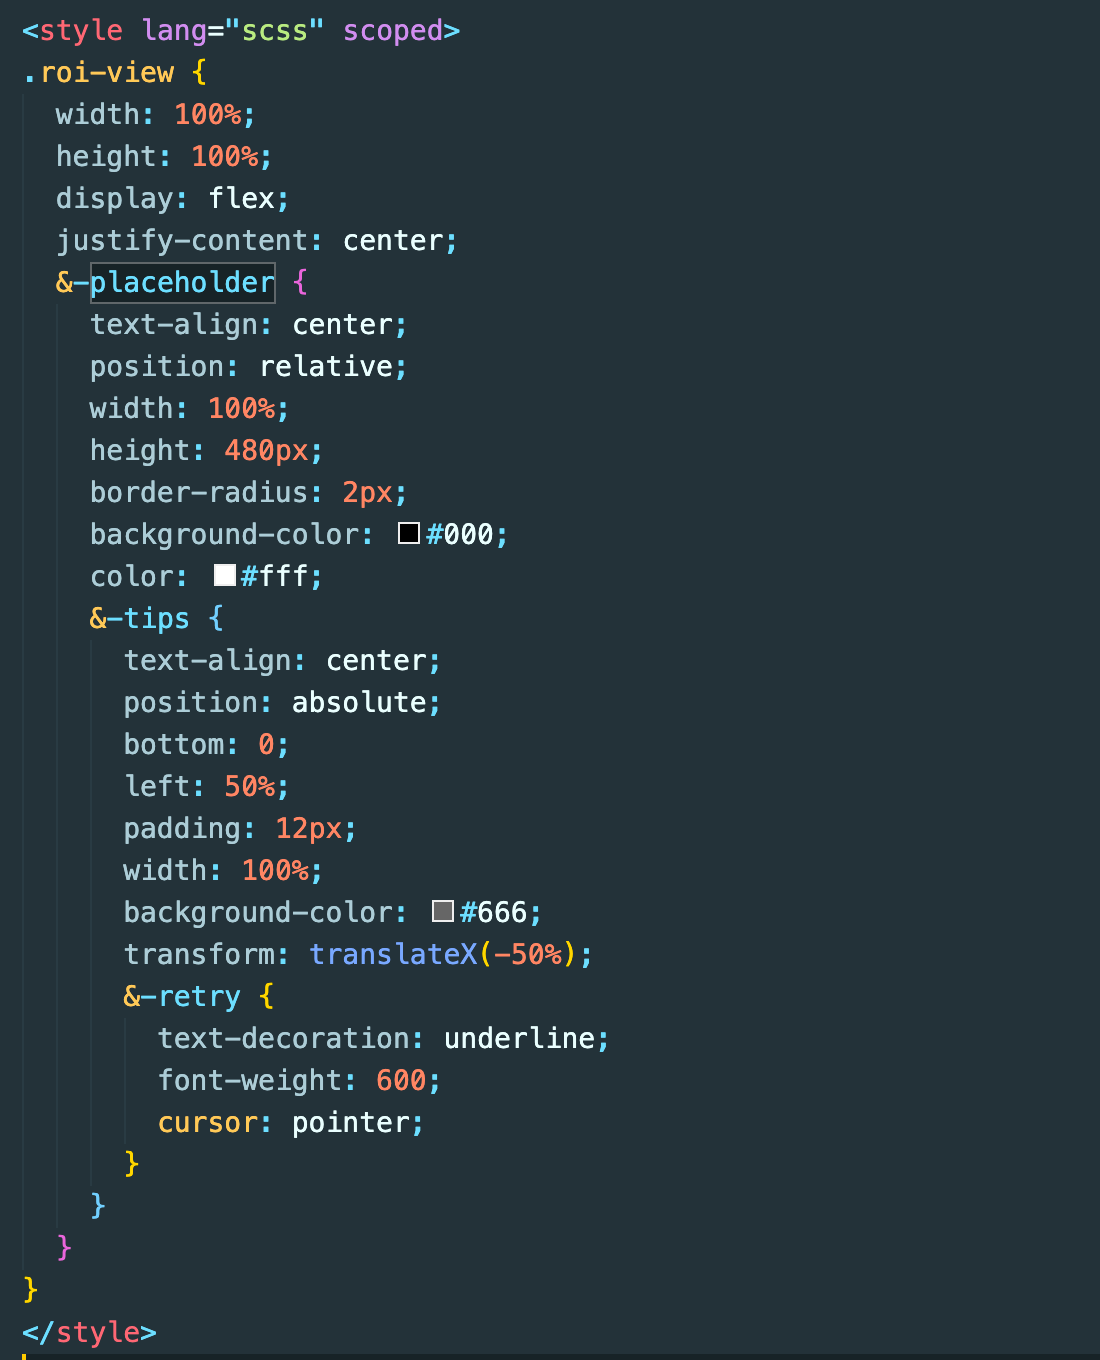 <style lang="scss" scoped>
.roi-view {
  width: 100%;
  height: 100%;
  display: flex;
  justify-content: center;
  &-placeholder {
    text-align: center;
    position: relative;
    width: 100%;
    height: 480px;
    border-radius: 2px;
    background-color: #000;
    color: #fff;
    &-tips {
      text-align: center;
      position: absolute;
      bottom: 0;
      left: 50%;
      padding: 12px;
      width: 100%;
      background-color: #666;
      transform: translateX(-50%);
      &-retry {
        text-decoration: underline;
        font-weight: 600;
        cursor: pointer;
      }
    }
  }
}
</style>